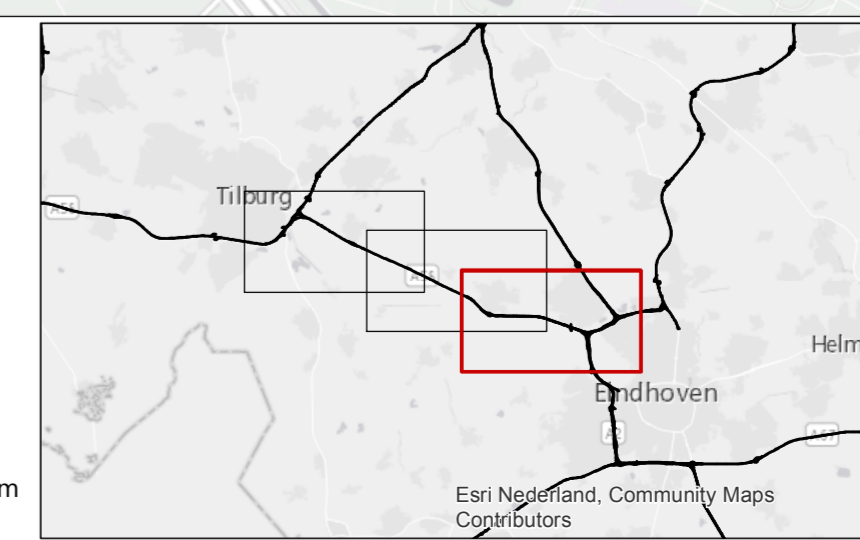 Tilburg
A58
A58
Helm
Eindhoven
A2
A67
m
Esri Nederland, Community Maps
Contributors